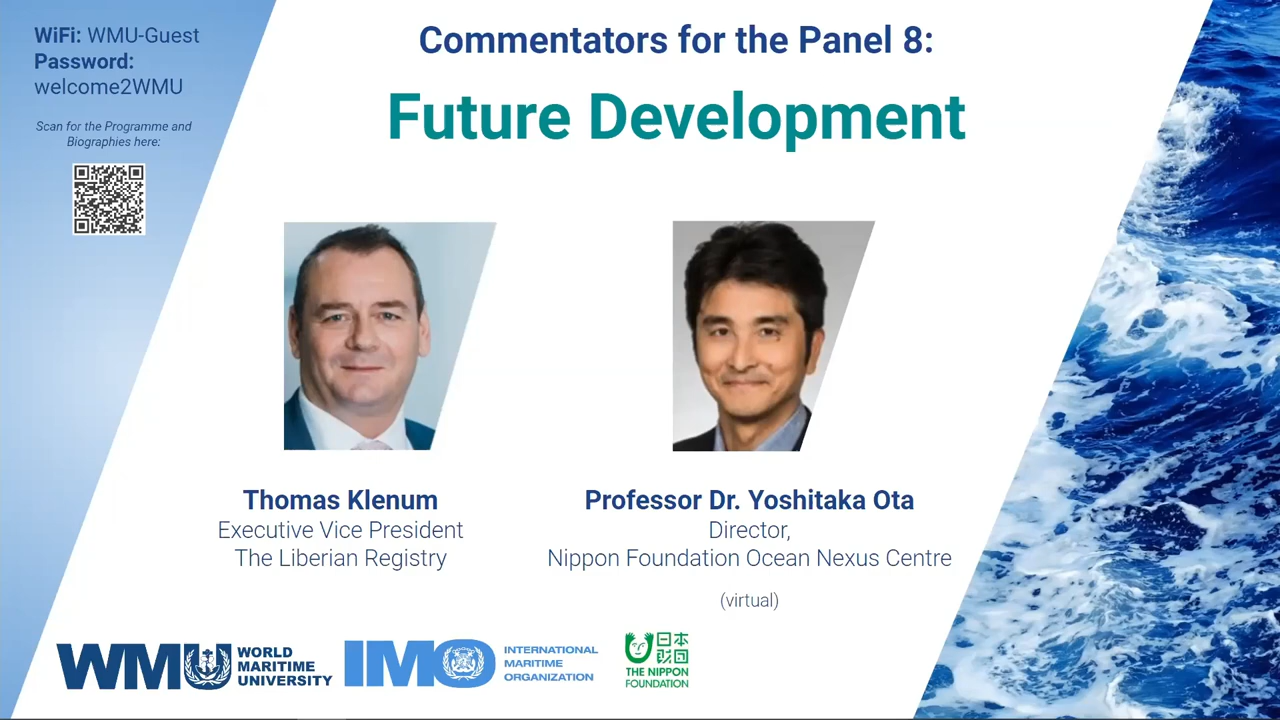 WiFi: WMU-Guest
Password:
welcome2WMU
Scan for the Programme and
Biographies here:
Commentators for the Panel 8:
Future Development
Thomas Klenum
Executive Vice President
The Liberian Registry
Professor Dr. Yoshitaka Ota
Director,
Nippon Foundation Ocean Nexus Centre
(virtual)
WMU
WORLD
MARITIME
UNIVERSITY
IMO
INTERNATIONAL
MARITIME
ORGANIZATION
日本
財団
THE NIPPON
FOUNDATION